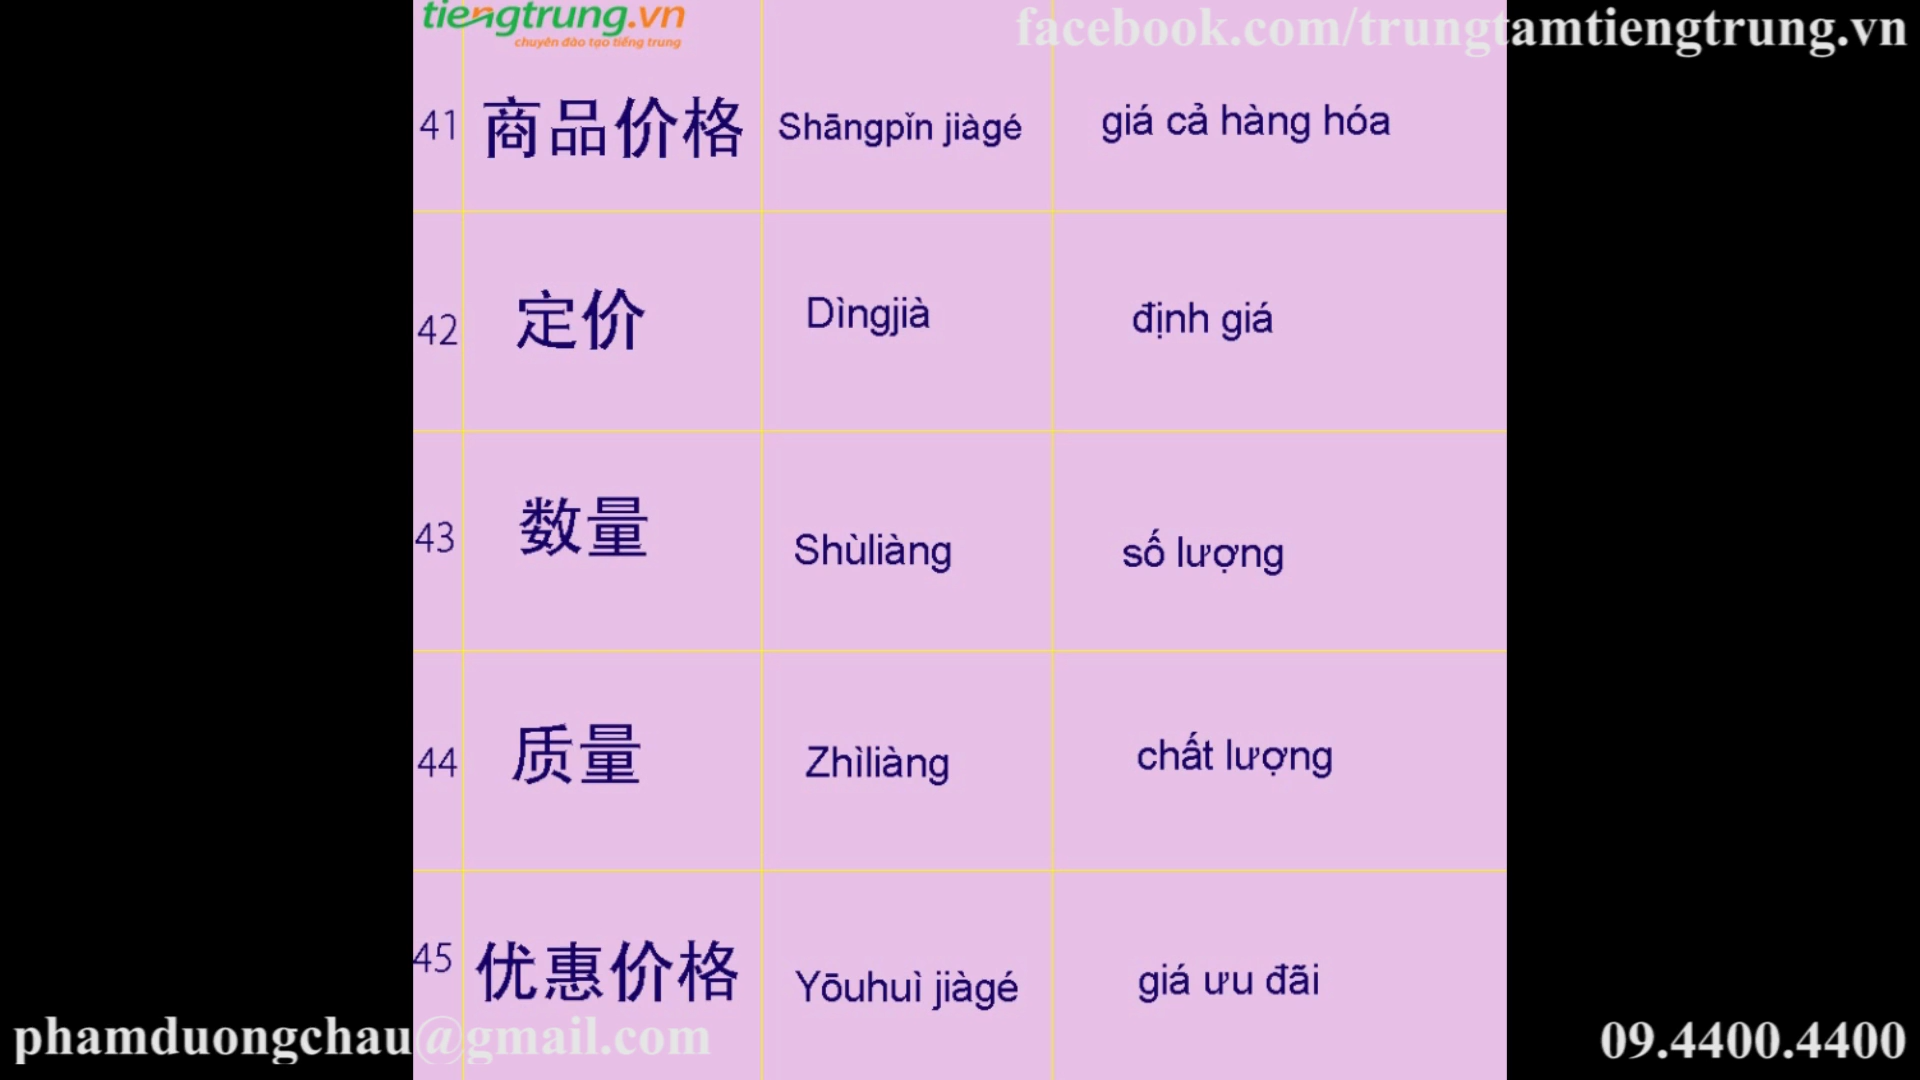 tiengtrung.vn
chuyên đào tạo tiếng trung
facebook.com/trungtamtiengtrung.vn
41 商品价格 Shāngpǐn jiàgé giá cả hàng hóa
42 定价 Dìngjià định giá
43 数量 Shùliàng số lượng
44 质量 Zhìliàng chất lượng
45 优惠价格 Yōuhuì jiàgé giá ưu đãi
phamduongchau@gmail.com
09.4400.4400